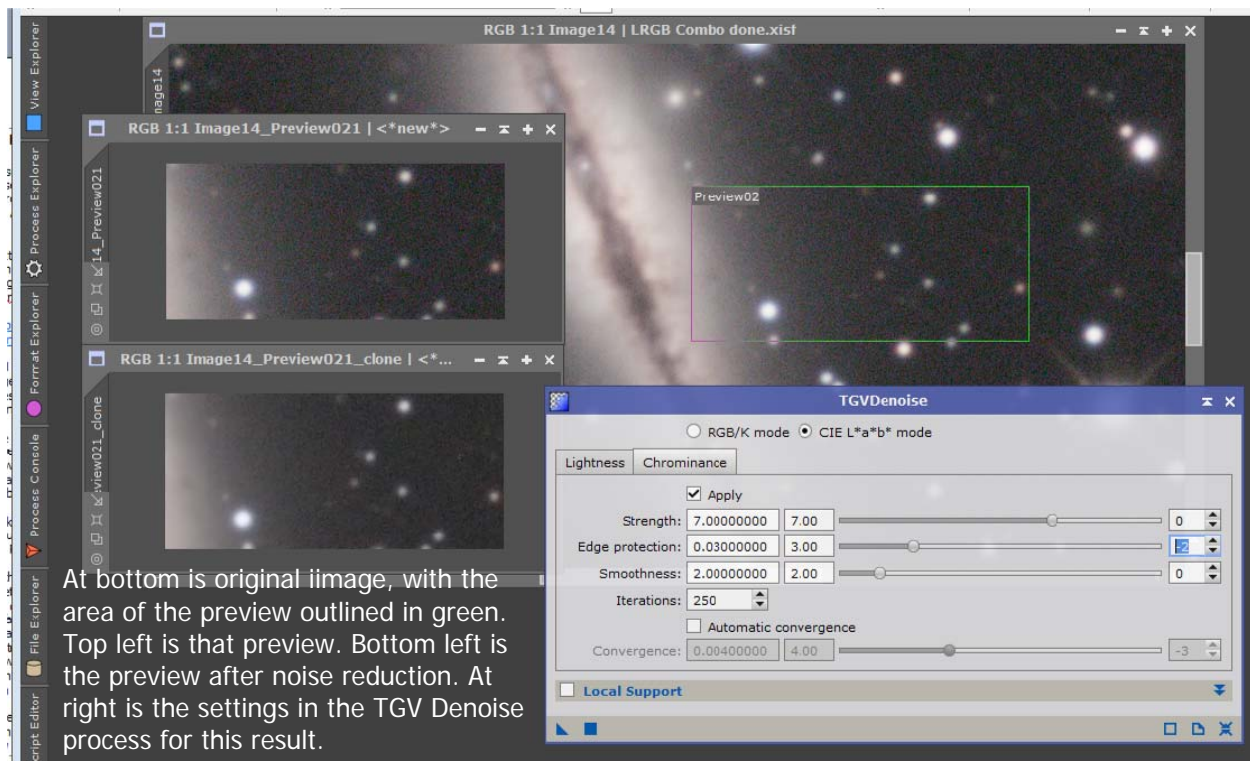 RGB 1:1 Image14 | LRGB Combo done.xisf
View Explorer
Process Explorer
Format Explorer
Process Console
File Explorer
cript Editor
mage14
RGB 1:1 Image14_Preview021 | <*new*>
14_Preview021
Preview02
RGB 1:1 Image14_Preview021_clone | <*...
eview021_clone
TGVDenoise
RGB/K mode CIE L*a*b* mode
Lightness Chrominance
Apply
Strength: 7.00000000 7.00 0
Edge protection: 0.03000000 3.00 -2
Smoothness: 2.00000000 2.00 0
Iterations: 250
Automatic convergence
Convergence: 0.00400000 4.00 -3
Local Support
At bottom is original iimage, with the
area of the preview outlined in green.
Top left is that preview. Bottom left is
the preview after noise reduction. At
right is the settings in the TGV Denoise
process for this result.